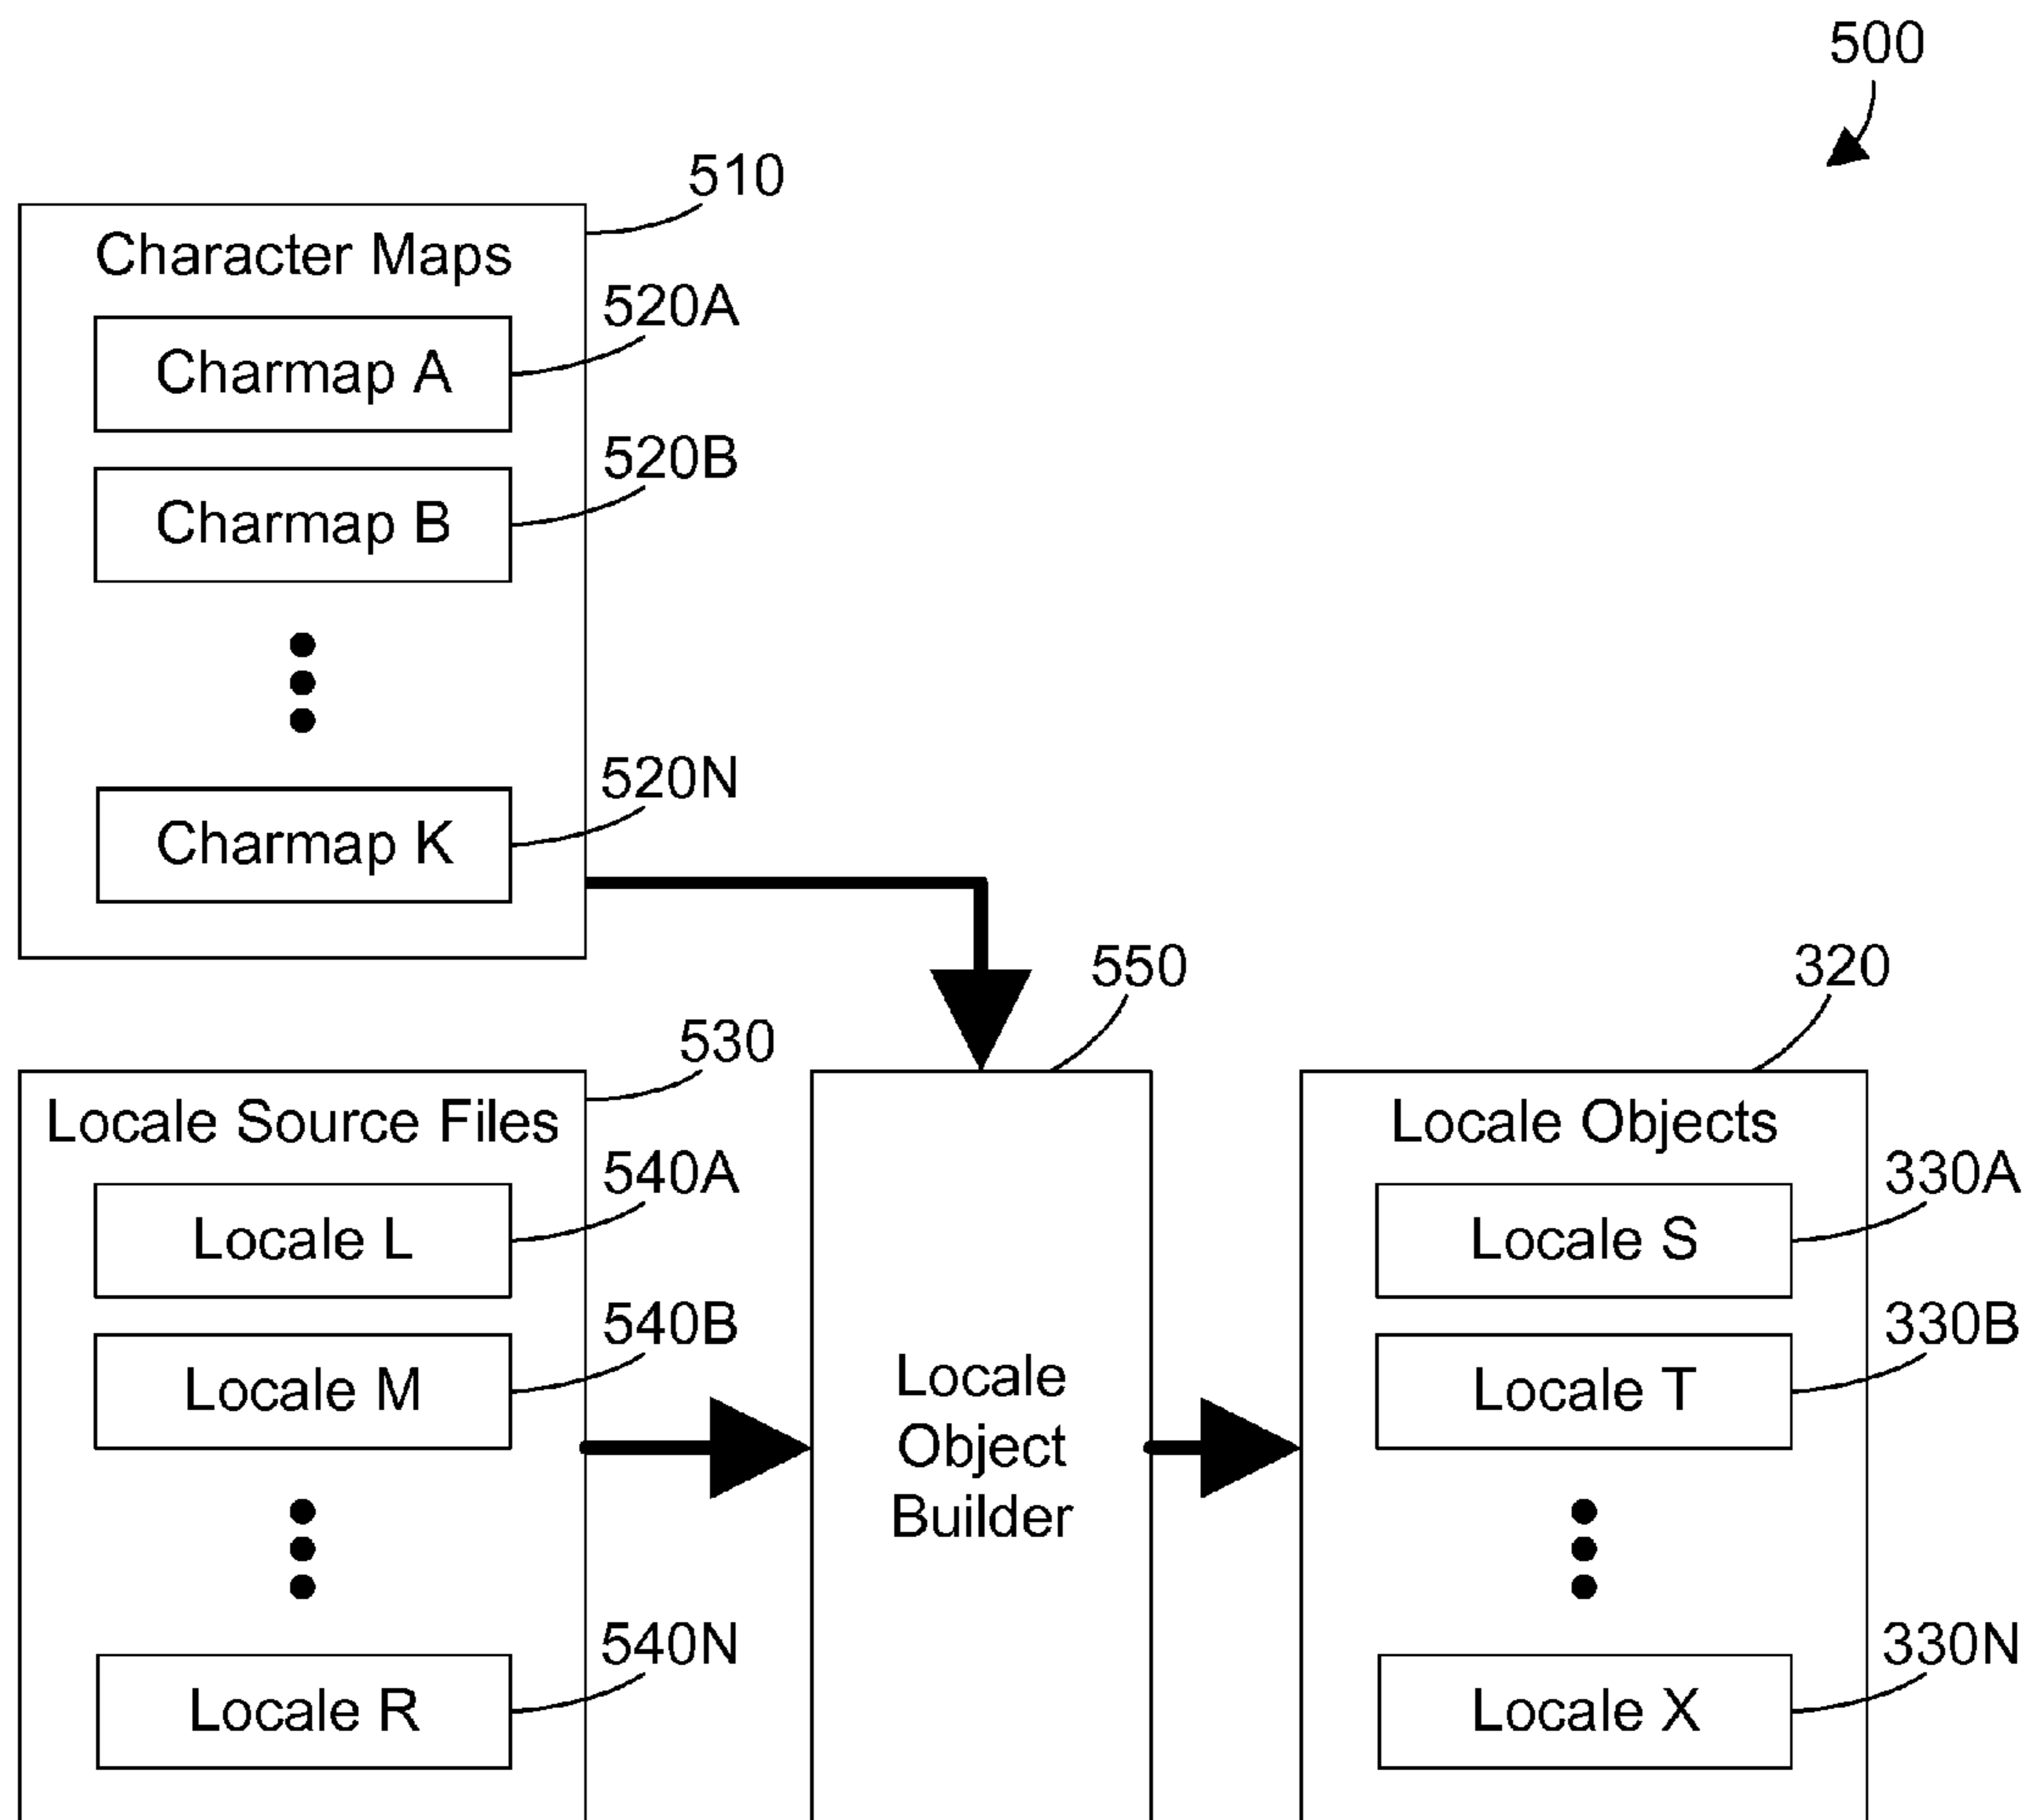 500
510
Character Maps
520A
Charmap A
520B
Charmap B
520N
Charmap K
550
320
530
Locale Source Files
Locale Objects
540A
330A
Locale L
Locale S
540B
330B
Locale M
Locale T
Locale
Object
Builder
540N
330N
Locale R
Locale X